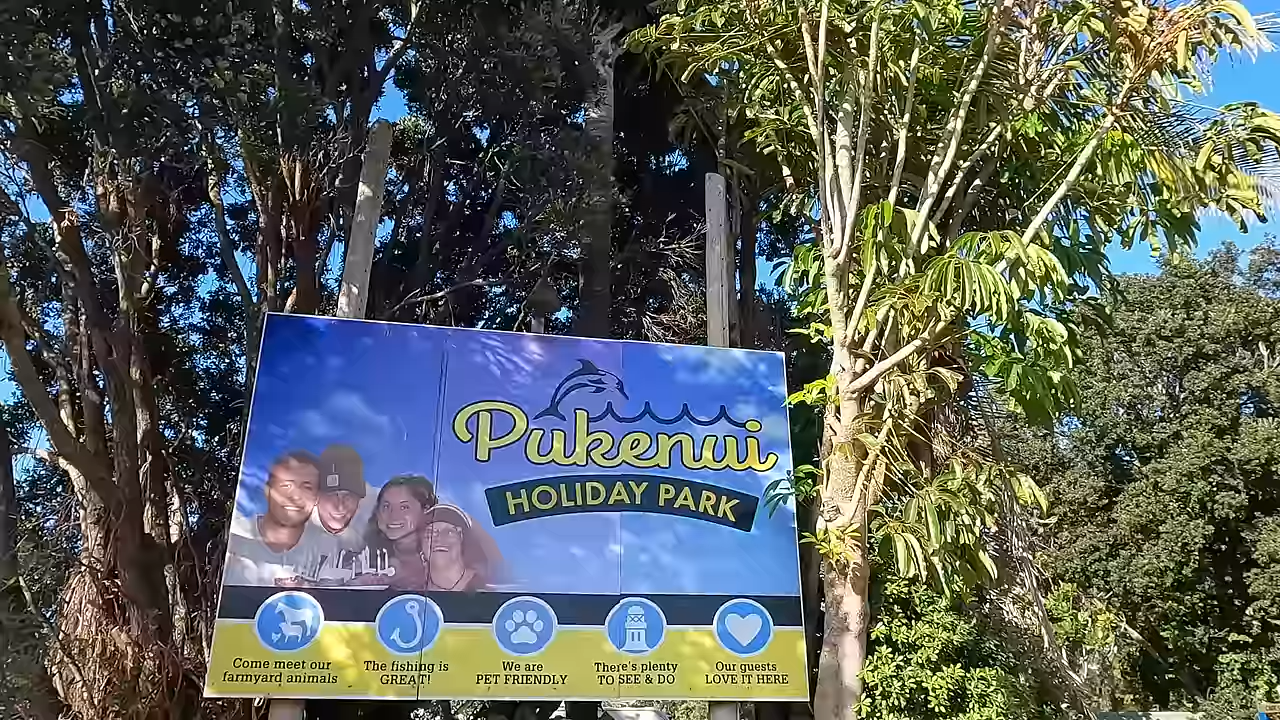 Pukenui
HOLIDAY PARK
Come meet our
farmyard animals
The fishing is
GREAT!
We are
PET FRIENDLY
There's plenty
TO SEE & DO
Our guests
LOVE IT HERE